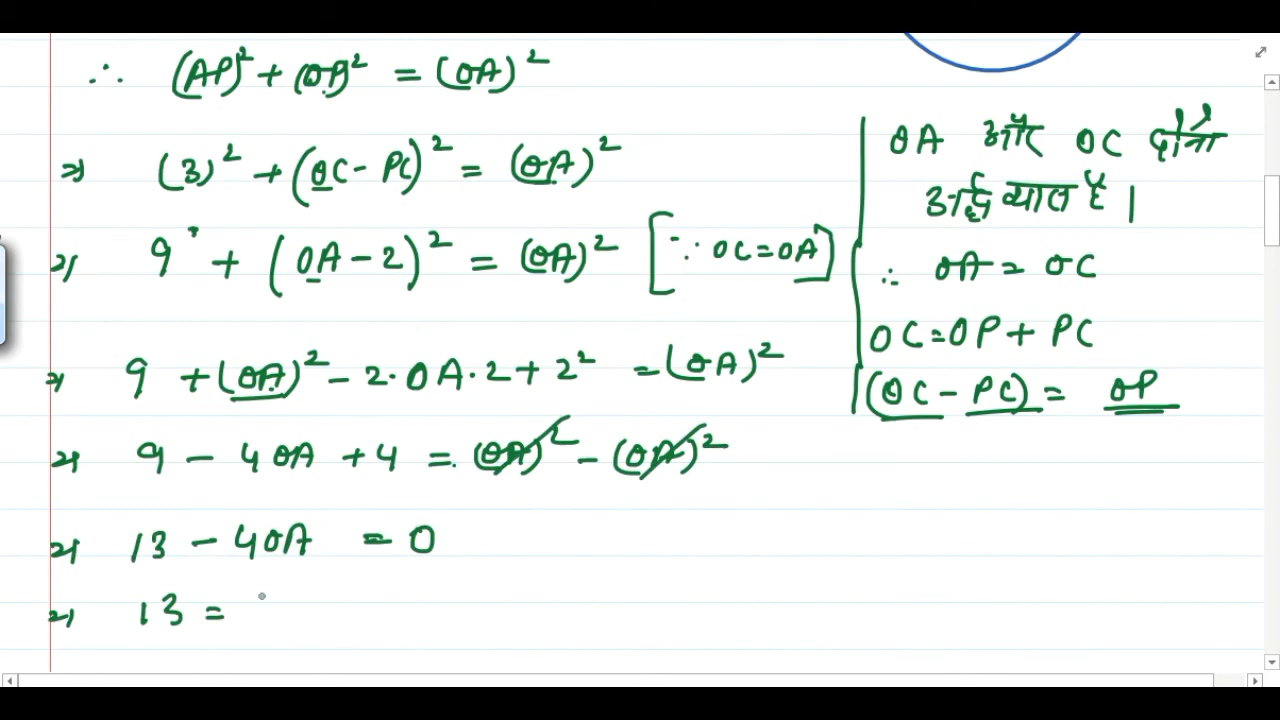 ∴ (AP)² + (OP)² = (OA)²
⇒ (3)² + (OC - PC)² = (OA)²
⇒ 9 + (OA - 2)² = (OA)² [∵ OC = OA]
⇒ 9 + (OA)² - 2·OA·2 + 2² = (OA)²
⇒ 9 - 4OA + 4 = (OA)² - (OA)²
⇒ 13 - 4OA = 0
⇒ 13 =
OA और OC दोनों
अर्द्धव्यास है।
∴ OA = OC
OC = OP + PC
(OC - PC) = OP